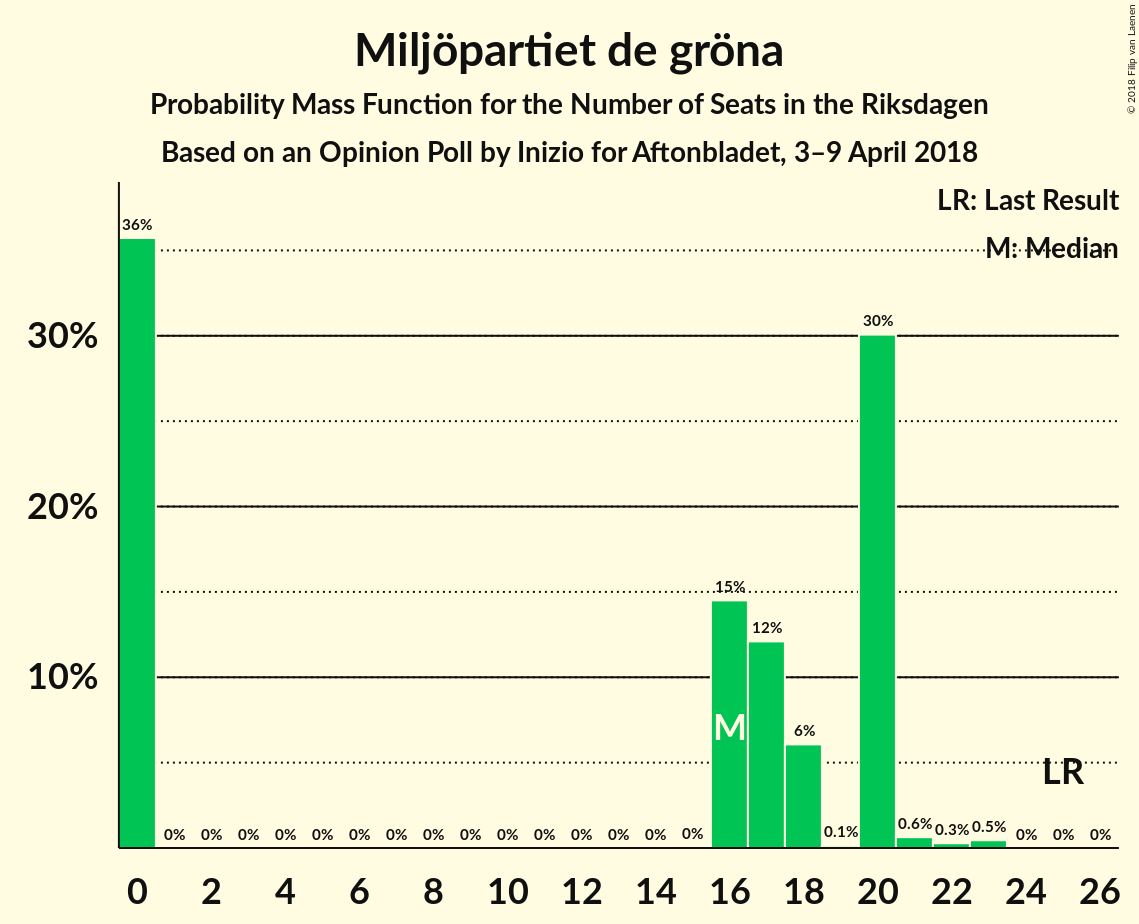 Miljöpartiet de gröna
Probability Mass Function for the Number of Seats in the Riksdagen
Based on an Opinion Poll by Inizio for Aftonbladet, 3–9 April 2018
© 2018 Filip van Laenen
LR: Last Result
M: Median
36%
30%
30%
20%
15%
12%
10%
M
6%
LR
0% 0% 0% 0% 0% 0% 0% 0% 0% 0% 0% 0% 0% 0% 0% 0.1% 0.6% 0.3% 0.5% 0% 0% 0%
0 2 4 6 8 10 12 14 16 18 20 22 24 26